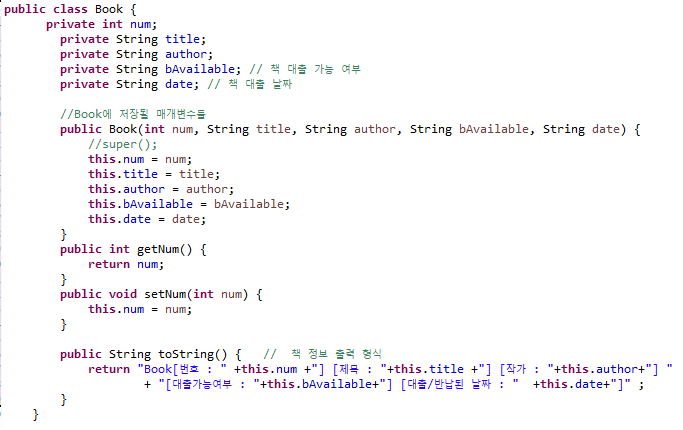 public class Book {
private int num;
private String title;
private String author;
private String bAvailable; // 책 대출 가능 여부
private String date; // 책 대출 날짜
//Book에 저장될 매개변수들
public Book(int num, String title, String author, String bAvailable, String date) {
//super();
this.num = num;
this.title = title;
this.author = author;
this.bAvailable = bAvailable;
this.date = date;
}
public int getNum() {
return num;
}
public void setNum(int num) {
this.num = num;
}
public String toString() { // 책 정보 출력 형식
return "Book[번호 : " +this.num +"] [제목 : "+this.title +"] [작가 : "+this.author+"] "
+ "[대출가능여부 : "+this.bAvailable+"] [대출/반납된 날짜 : " +this.date+"]" ;
}
}